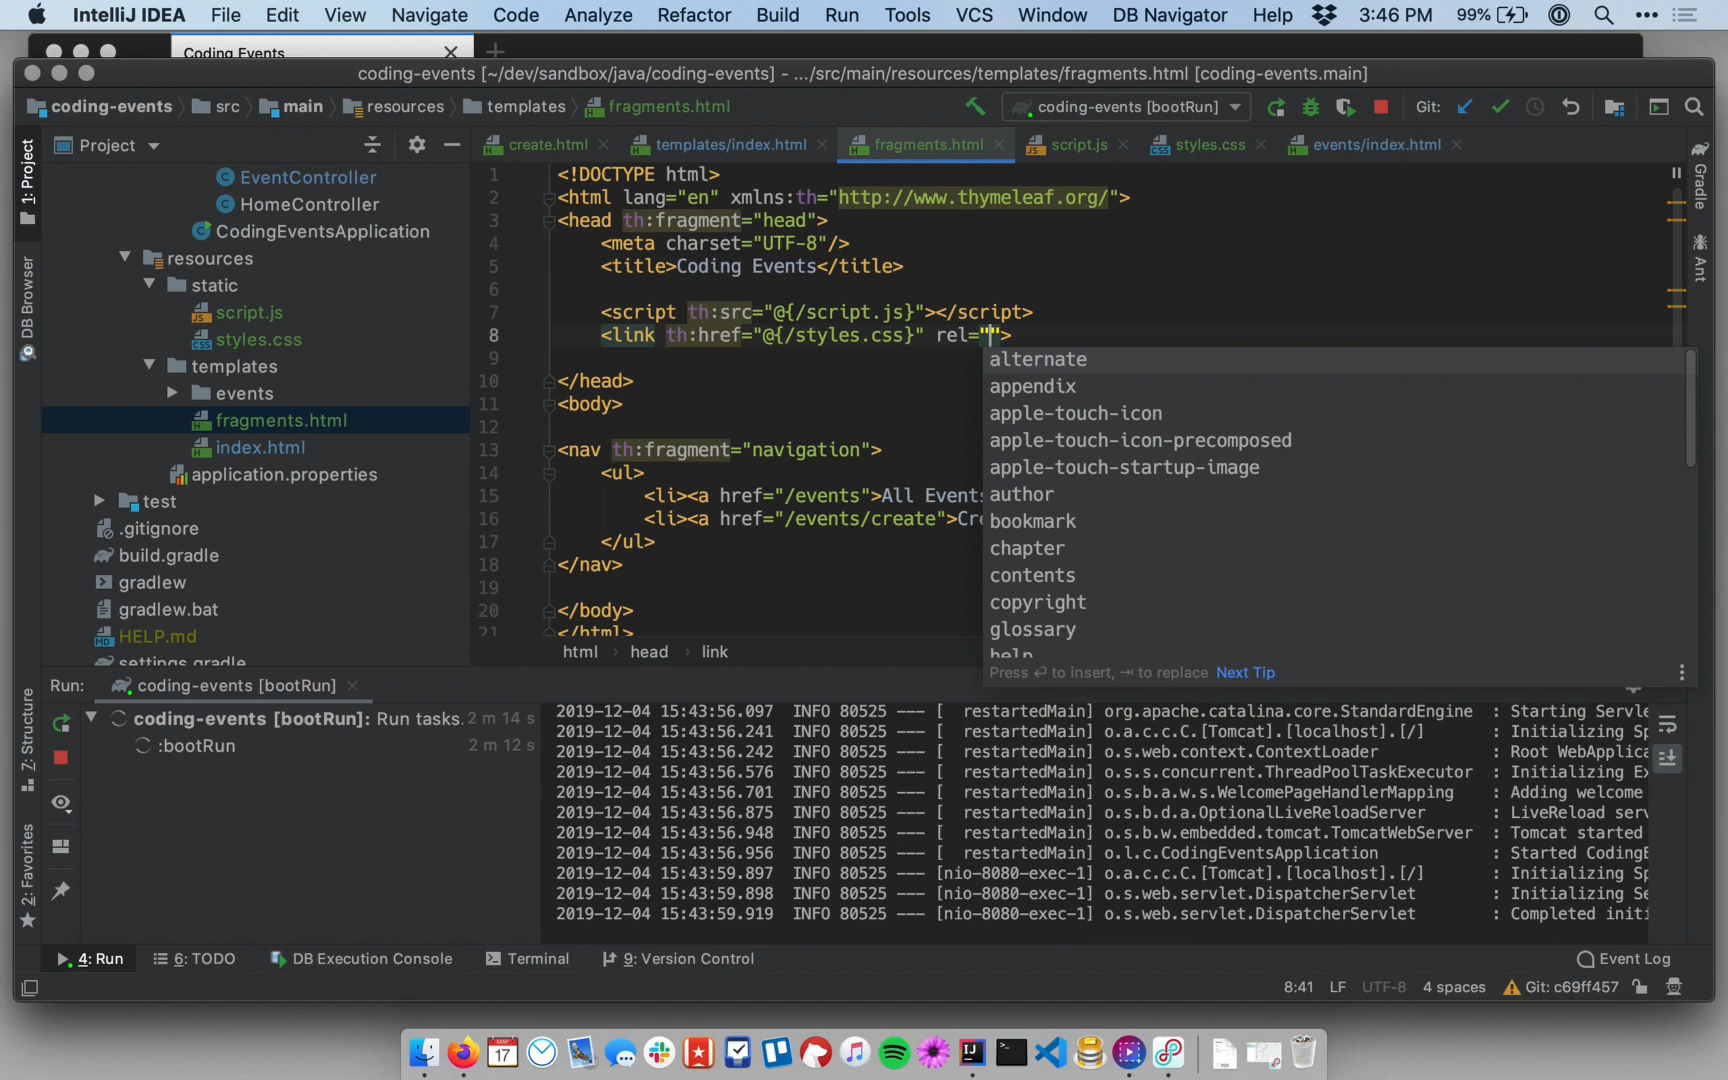 IntelliJ IDEA File Edit View Navigate Code Analyze Refactor Build Run Tools VCS Window DB Navigator Help 3:46 PM 99%
Coding Events
coding-events [~/dev/sandbox/java/coding-events] - .../src/main/resources/templates/fragments.html [coding-events.main]
coding-events src main resources templates fragments.html coding-events [bootRun] Git:
Project
create.html templates/index.html fragments.html script.js styles.css events/index.html
1: Project
DB Browser
7: Structure
2: Favorites
Gradle
Ant
EventController
HomeController
CodingEventsApplication
resources
static
script.js
styles.css
templates
events
fragments.html
index.html
application.properties
test
.gitignore
build.gradle
gradlew
gradlew.bat
HELP.md
settings.gradle
1 <!DOCTYPE html>
2 <html lang="en" xmlns:th="http://www.thymeleaf.org/">
3 <head th:fragment="head">
4 <meta charset="UTF-8"/>
5 <title>Coding Events</title>
6
7 <script th:src="@{/script.js}"></script>
8 <link th:href="@{/styles.css}" rel="">
9
10 </head>
11 <body>
12
13 <nav th:fragment="navigation">
14 <ul>
15 <li><a href="/events">All Events
16 <li><a href="/events/create">Cr
17 </ul>
18 </nav>
19
20 </body>
21 </html>
alternate
appendix
apple-touch-icon
apple-touch-icon-precomposed
apple-touch-startup-image
author
bookmark
chapter
contents
copyright
glossary
help
Press ⏎ to insert, ⇥ to replace Next Tip
html head link
Run: coding-events [bootRun]
coding-events [bootRun]: Run tasks. 2 m 14 s
:bootRun 2 m 12 s
2019-12-04 15:43:56.097 INFO 80525 --- [ restartedMain] org.apache.catalina.core.StandardEngine : Starting Servle
2019-12-04 15:43:56.241 INFO 80525 --- [ restartedMain] o.a.c.c.C.[Tomcat].[localhost].[/] : Initializing Sp
2019-12-04 15:43:56.242 INFO 80525 --- [ restartedMain] o.s.web.context.ContextLoader : Root WebApplica
2019-12-04 15:43:56.576 INFO 80525 --- [ restartedMain] o.s.s.concurrent.ThreadPoolTaskExecutor : Initializing Ex
2019-12-04 15:43:56.701 INFO 80525 --- [ restartedMain] o.s.b.a.w.s.WelcomePageHandlerMapping : Adding welcome
2019-12-04 15:43:56.875 INFO 80525 --- [ restartedMain] o.s.b.d.a.OptionalLiveReloadServer : LiveReload serv
2019-12-04 15:43:56.948 INFO 80525 --- [ restartedMain] o.s.b.w.embedded.tomcat.TomcatWebServer : Tomcat started
2019-12-04 15:43:56.956 INFO 80525 --- [ restartedMain] o.l.c.CodingEventsApplication : Started CodingE
2019-12-04 15:43:59.897 INFO 80525 --- [nio-8080-exec-1] o.a.c.c.C.[Tomcat].[localhost].[/] : Initializing Sp
2019-12-04 15:43:59.898 INFO 80525 --- [nio-8080-exec-1] o.s.web.servlet.DispatcherServlet : Initializing Se
2019-12-04 15:43:59.919 INFO 80525 --- [nio-8080-exec-1] o.s.web.servlet.DispatcherServlet : Completed initi
4: Run 6: TODO DB Execution Console Terminal 9: Version Control Event Log
8:41 LF UTF-8 4 spaces Git: c69ff457
17
IJ